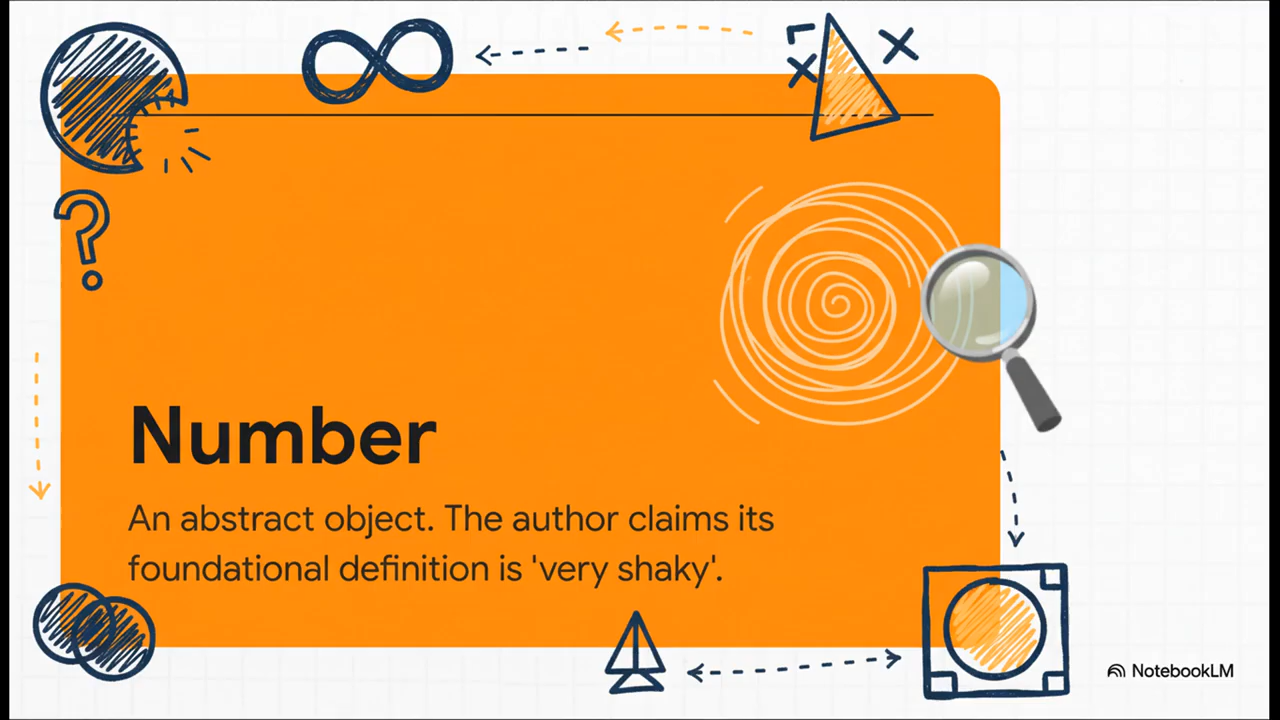 Number
An abstract object. The author claims its
foundational definition is 'very shaky'.
NotebookLM